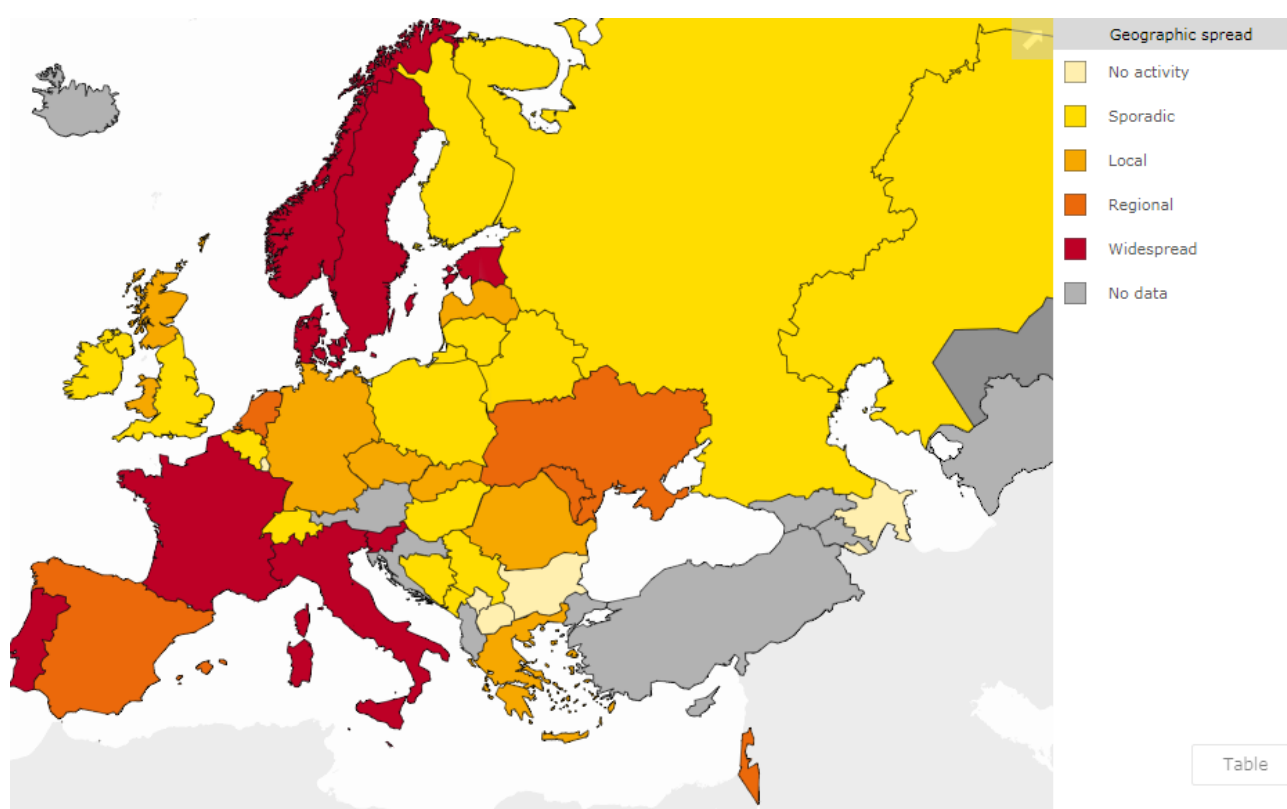 Geographic spread
No activity
Sporadic
Local
Regional
Widespread
No data
Table